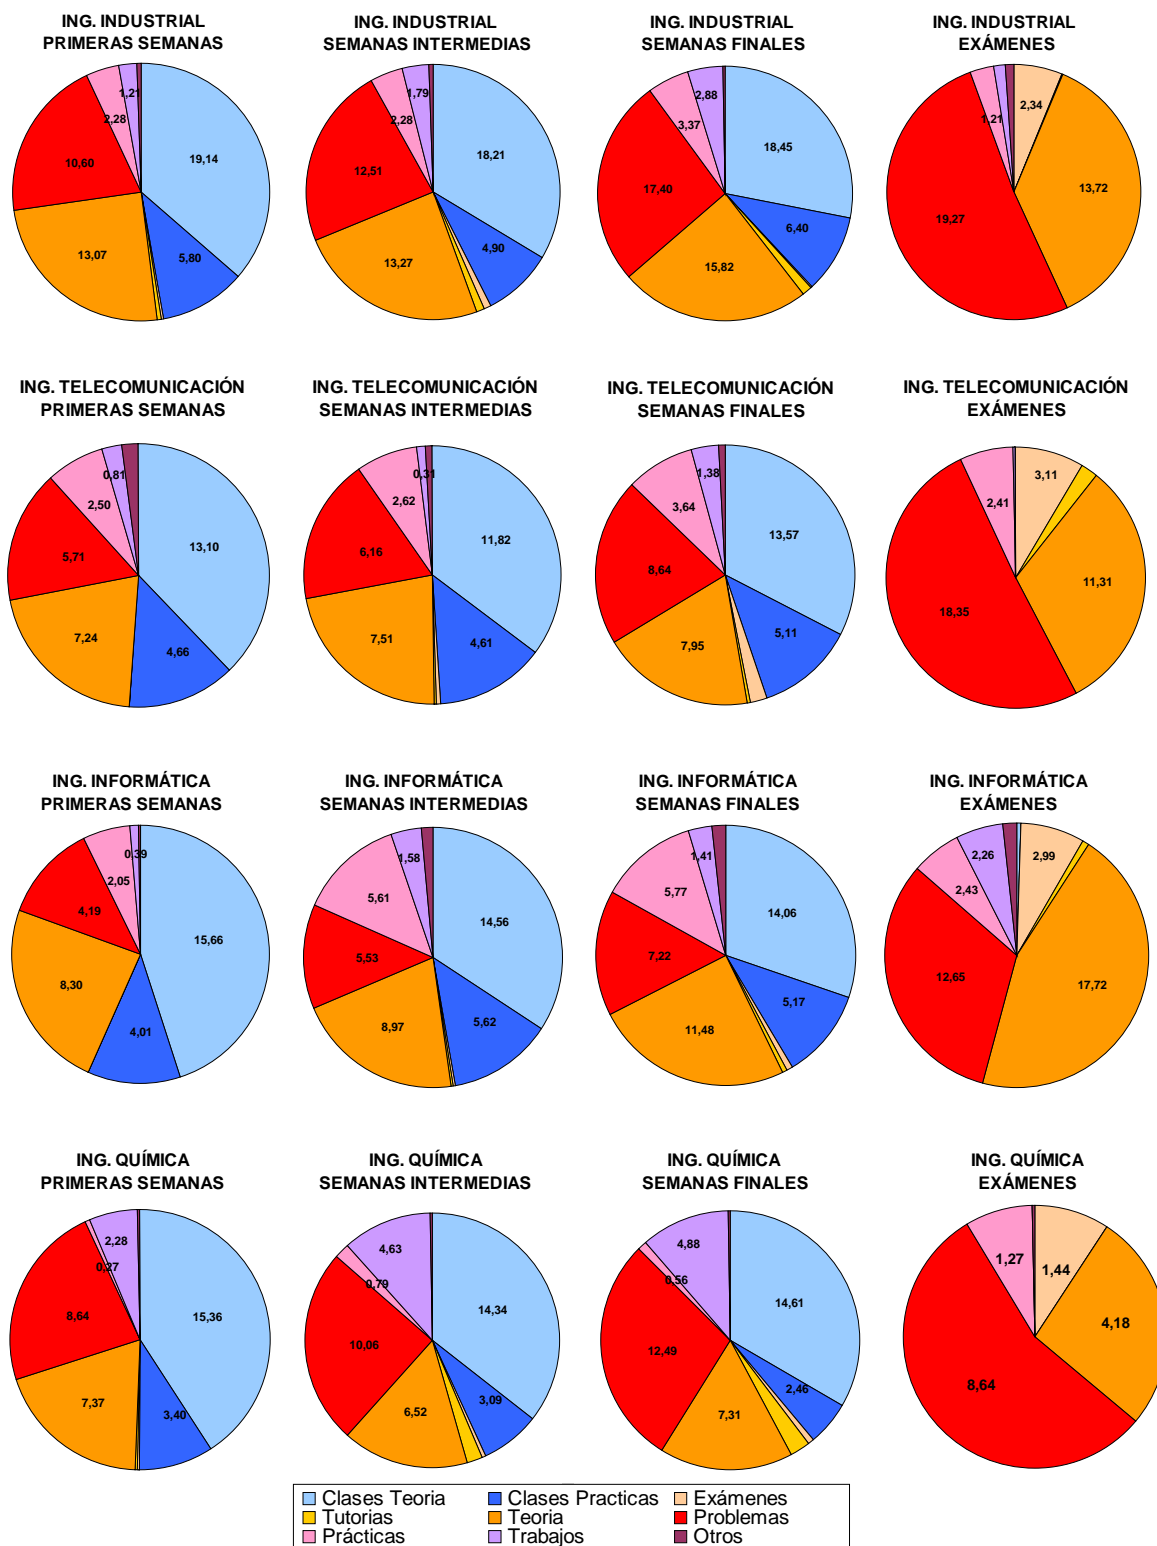 ING. INDUSTRIAL
PRIMERAS SEMANAS
ING. INDUSTRIAL
SEMANAS INTERMEDIAS
ING. INDUSTRIAL
SEMANAS FINALES
ING. INDUSTRIAL
EXÁMENES
1,21
2,28
10,60
19,14
13,07
5,80
1,79
2,28
12,51
18,21
13,27
4,90
2,88
3,37
17,40
18,45
15,82
6,40
1,21
2,34
19,27
13,72
ING. TELECOMUNICACIÓN
PRIMERAS SEMANAS
ING. TELECOMUNICACIÓN
SEMANAS INTERMEDIAS
ING. TELECOMUNICACIÓN
SEMANAS FINALES
ING. TELECOMUNICACIÓN
EXÁMENES
0,81
2,50
5,71
13,10
7,24
4,66
0,31
2,62
6,16
11,82
7,51
4,61
1,38
3,64
8,64
13,57
7,95
5,11
2,41
3,11
18,35
11,31
ING. INFORMÁTICA
PRIMERAS SEMANAS
ING. INFORMÁTICA
SEMANAS INTERMEDIAS
ING. INFORMÁTICA
SEMANAS FINALES
ING. INFORMÁTICA
EXÁMENES
0,39
2,05
4,19
15,66
8,30
4,01
1,58
5,61
5,53
14,56
8,97
5,62
1,41
5,77
7,22
14,06
11,48
5,17
2,26
2,43
2,99
12,65
17,72
ING. QUÍMICA
PRIMERAS SEMANAS
ING. QUÍMICA
SEMANAS INTERMEDIAS
ING. QUÍMICA
SEMANAS FINALES
ING. QUÍMICA
EXÁMENES
2,28
0,27
8,64
15,36
7,37
3,40
4,63
0,79
10,06
14,34
6,52
3,09
4,88
0,56
12,49
14,61
7,31
2,46
1,27
1,44
8,64
4,18
Clases Teoria Clases Practicas Exámenes
Tutorias Teoria Problemas
Prácticas Trabajos Otros